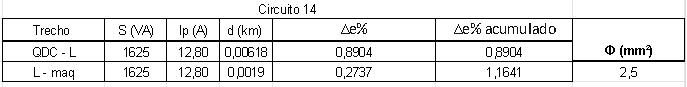 Circuito 14
Trecho S (VA) Ip (A) d (km) Δe% Δe% acumulado Φ (mm²)
QDC - L 1625 12,80 0,00618 0,8904 0,8904
L - maq 1625 12,80 0,0019 0,2737 1,1641 2,5